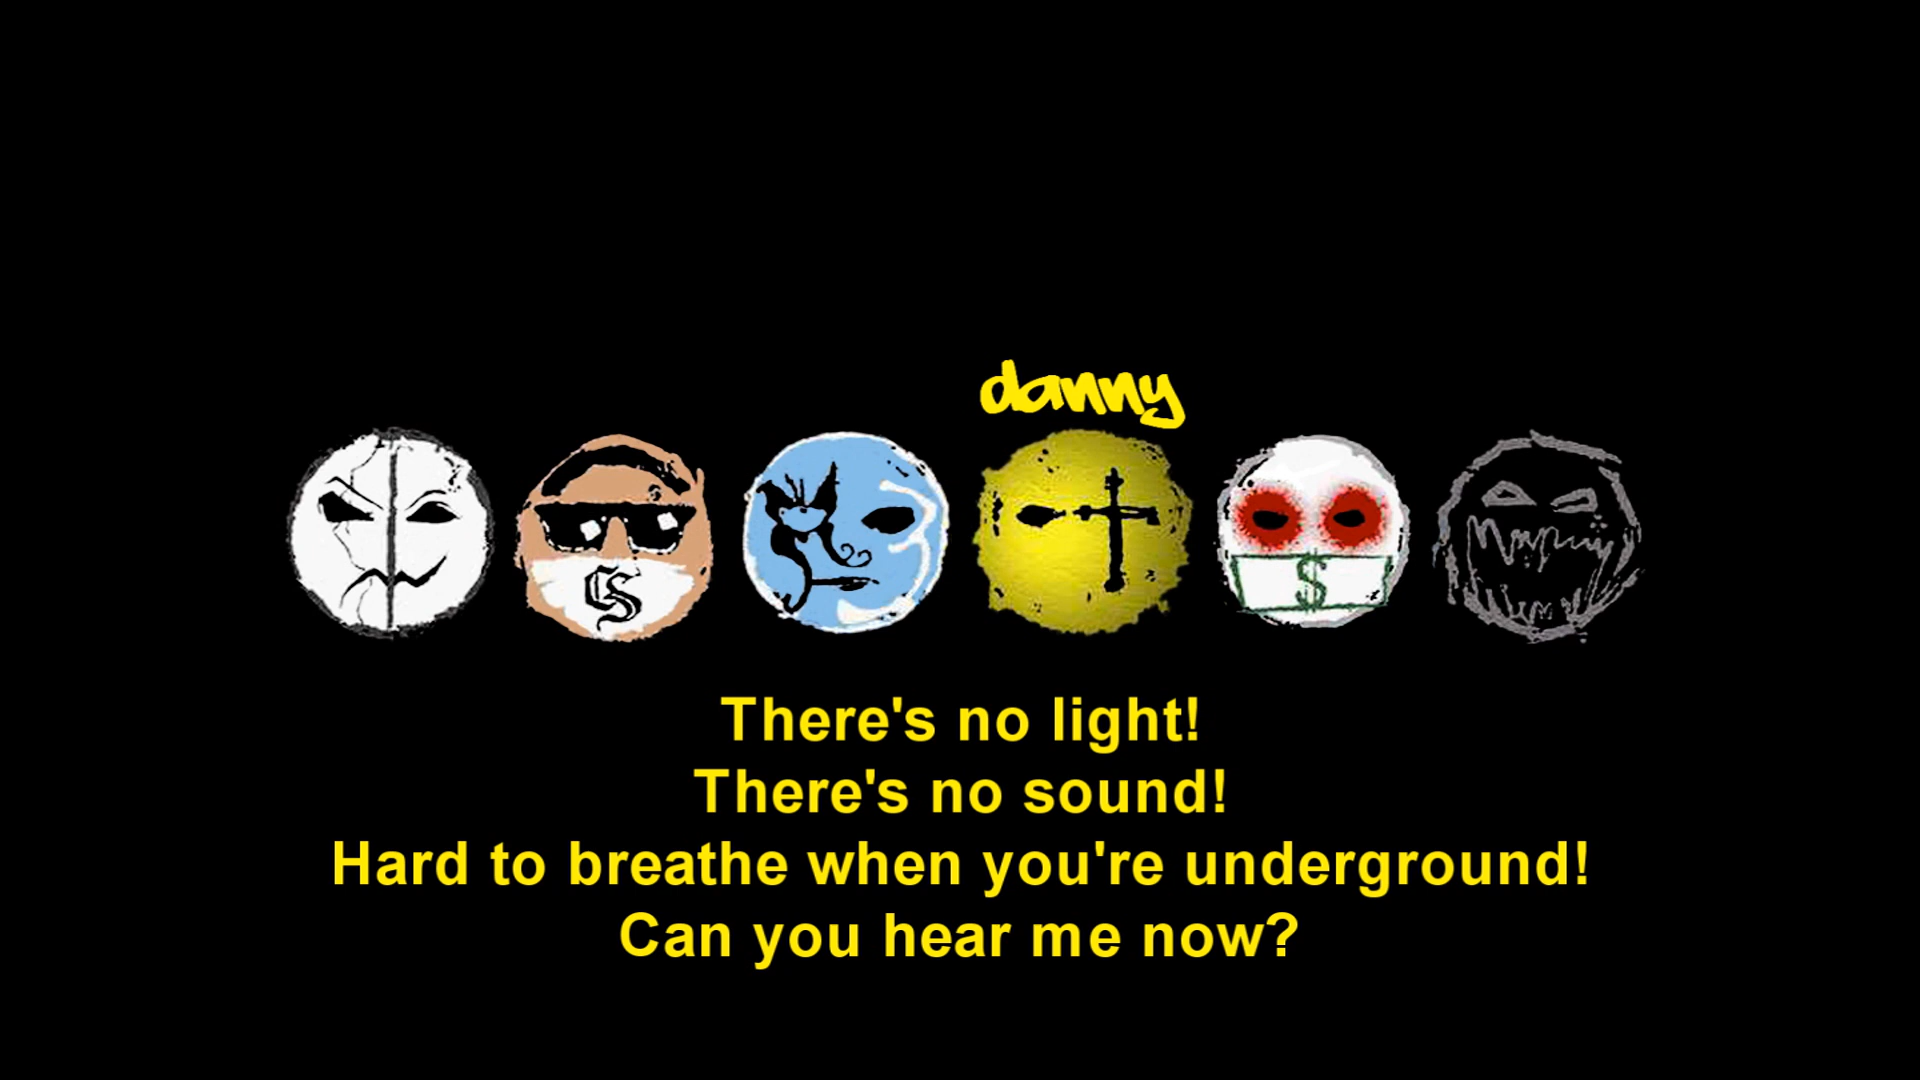 danny
$
There's no light!
There's no sound!
Hard to breathe when you're underground!
Can you hear me now?